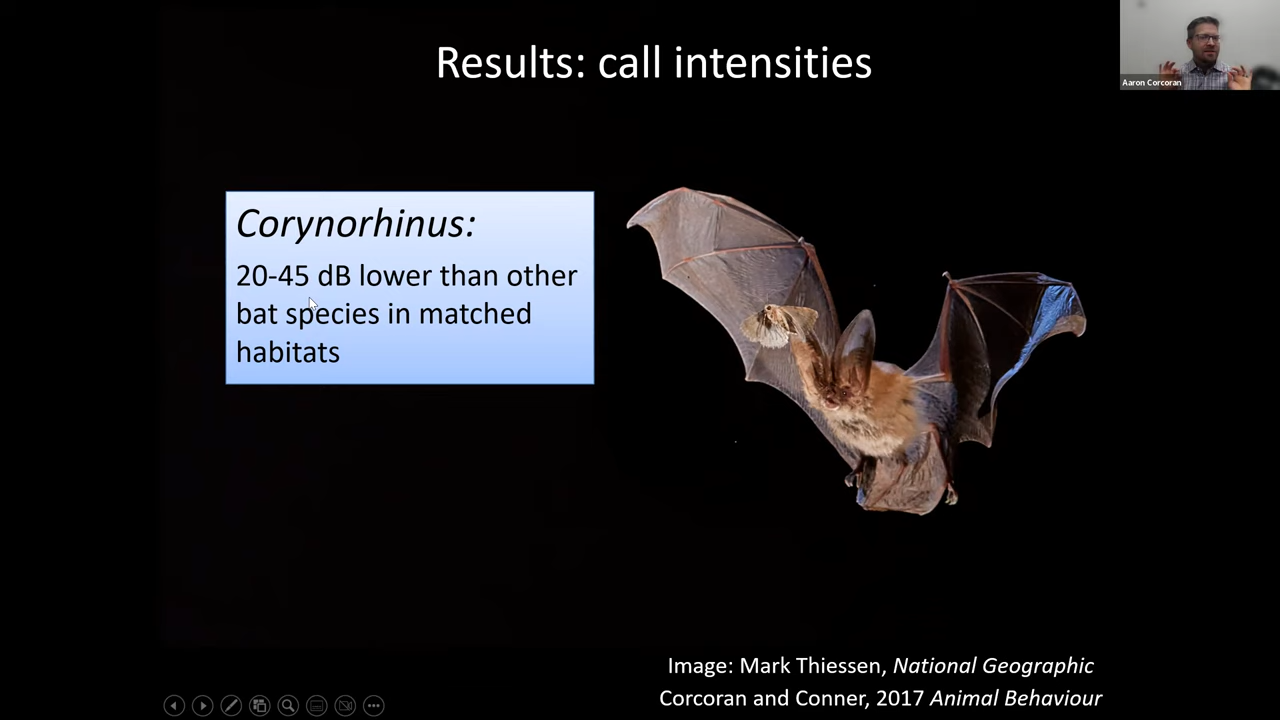 Results: call intensities
Aaron Corcoran
Corynorhinus:
20-45 dB lower than other
bat species in matched
habitats
Image: Mark Thiessen, National Geographic
Corcoran and Conner, 2017 Animal Behaviour